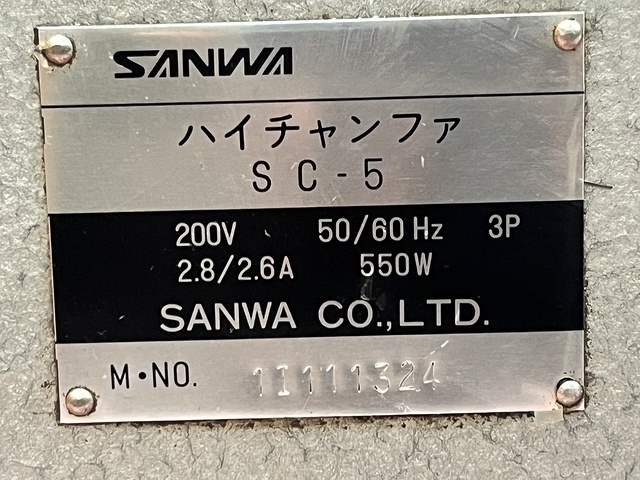 SANWA
ハイチャンファ
SC-5
200V 50/60Hz 3P
2.8/2.6A 550W
SANWA CO.,LTD.
M・NO. 11111324